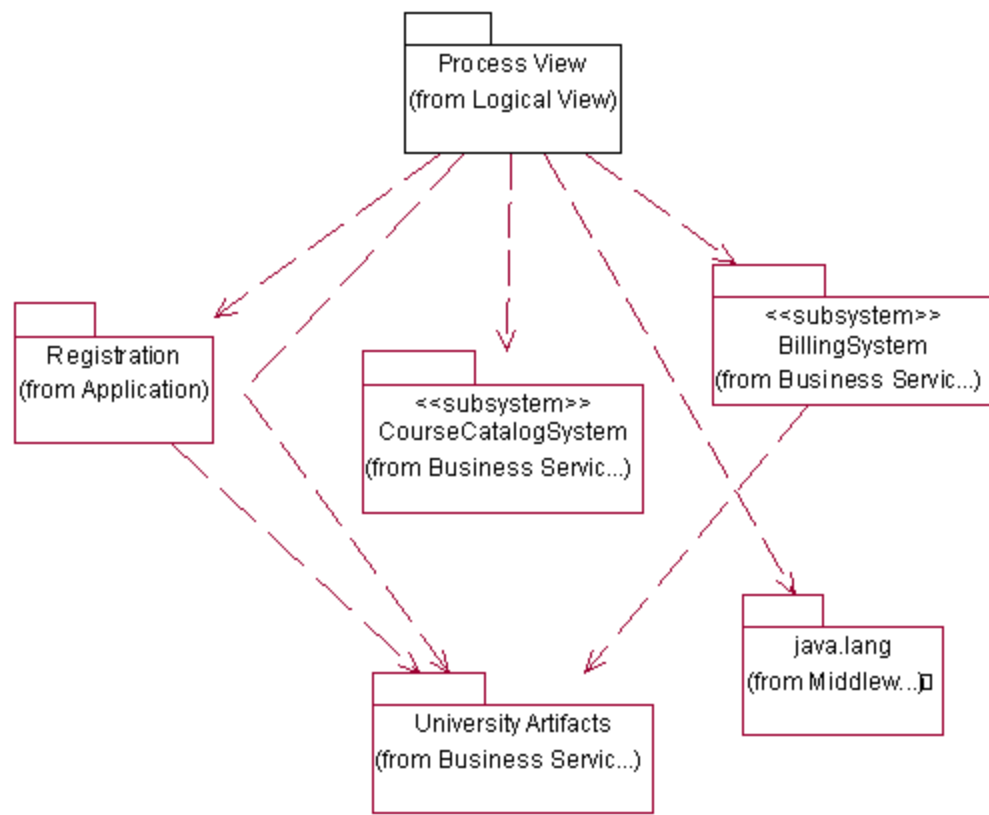 Process View
(from Logical View)
<<subsystem>>
BillingSystem
(from Business Servic...)
Registration
(from Application)
<<subsystem>>
CourseCatalogSystem
(from Business Servic...)
java.lang
(from Middlew...)
University Artifacts
(from Business Servic...)